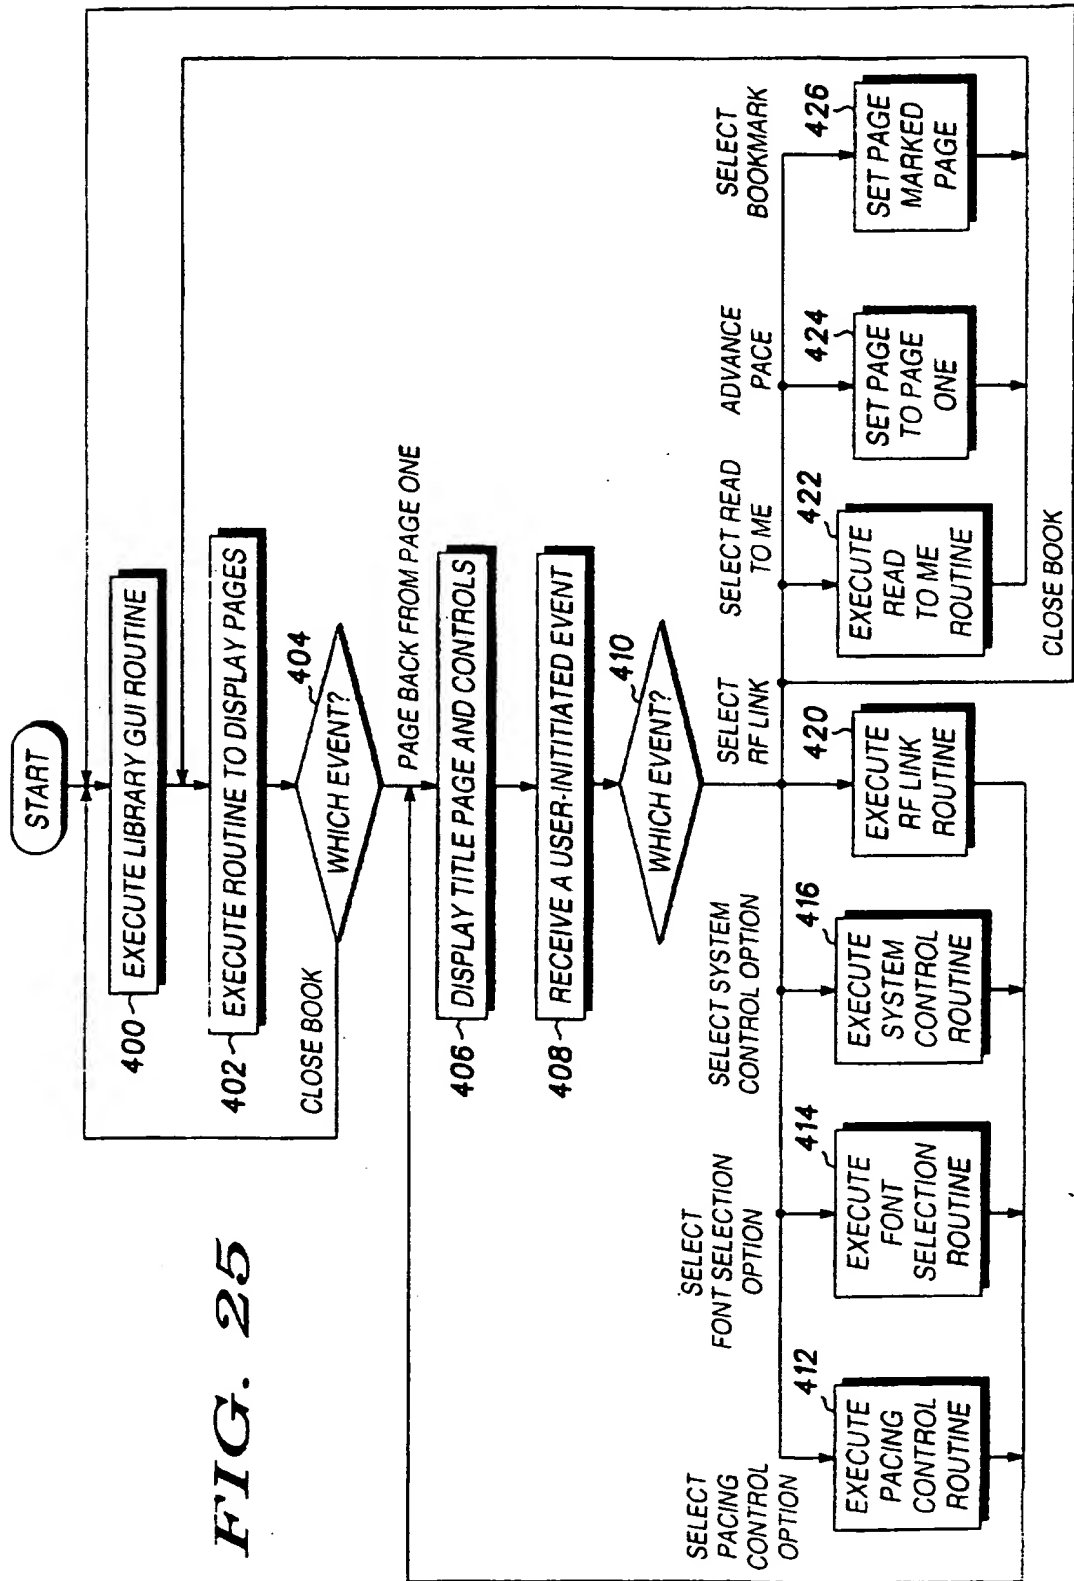 FIG. 25
START
400
EXECUTE LIBRARY GUI ROUTINE
402
EXECUTE ROUTINE TO DISPLAY PAGES
404
WHICH EVENT?
CLOSE BOOK
PAGE BACK FROM PAGE ONE
406
DISPLAY TITLE PAGE AND CONTROLS
408
RECEIVE A USER-INITITIATED EVENT
410
WHICH EVENT?
SELECT
PACING
CONTROL
OPTION
412
EXECUTE
PACING
CONTROL
ROUTINE
SELECT
FONT SELECTION
OPTION
414
EXECUTE
FONT
SELECTION
ROUTINE
SELECT SYSTEM
CONTROL OPTION
416
EXECUTE
SYSTEM
CONTROL
ROUTINE
SELECT
RF LINK
420
EXECUTE
RF LINK
ROUTINE
SELECT READ
TO ME
422
EXECUTE
READ
TO ME
ROUTINE
ADVANCE
PACE
424
SET PAGE
TO PAGE
ONE
SELECT
BOOKMARK
426
SET PAGE
MARKED
PAGE
CLOSE BOOK